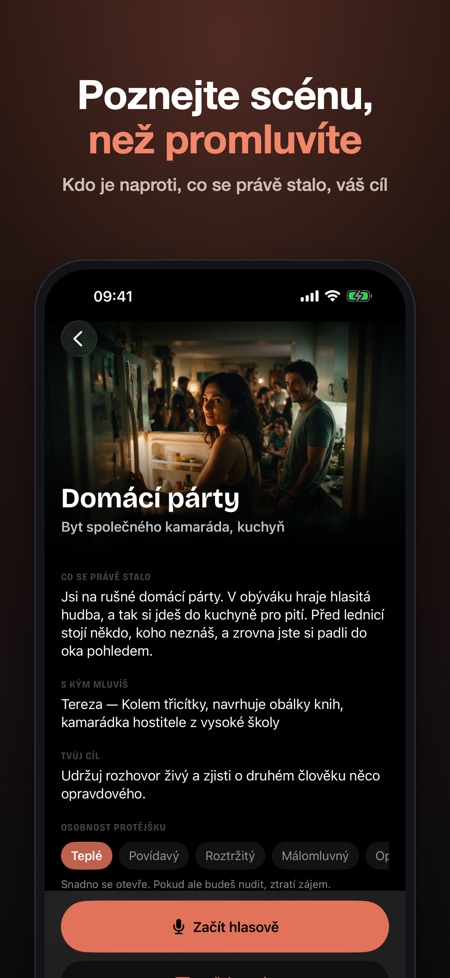 Poznejte scénu,
než promluvíte
Kdo je naproti, co se právě stalo, váš cíl
09:41
Domácí párty
Byt společného kamaráda, kuchyň
CO SE PRÁVĚ STALO
Jsi na rušné domácí párty. V obýváku hraje hlasitá
hudba, a tak si jdeš do kuchyně pro pití. Před lednicí
stojí někdo, koho neznáš, a zrovna jste si padli do
oka pohledem.
S KÝM MLUVÍŠ
Tereza — Kolem třicítky, navrhuje obálky knih,
kamarádka hostitele z vysoké školy
TVŮJ CÍL
Udržuj rozhovor živý a zjisti o druhém člověku něco
opravdového.
OSOBNOST PROTĚJŠKU
Teplé Povídavý Roztržitý Málomluvný
Snadno se otevře. Pokud ale budeš nudit, ztratí zájem.
Začít hlasově